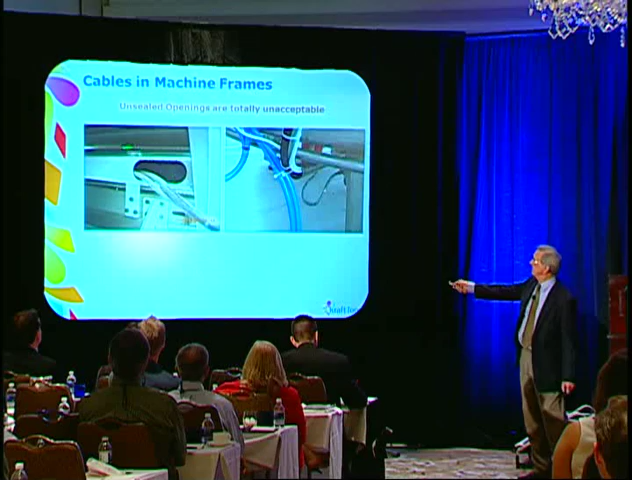 Cables in Machine Frames
Unsealed Openings are totally unacceptable